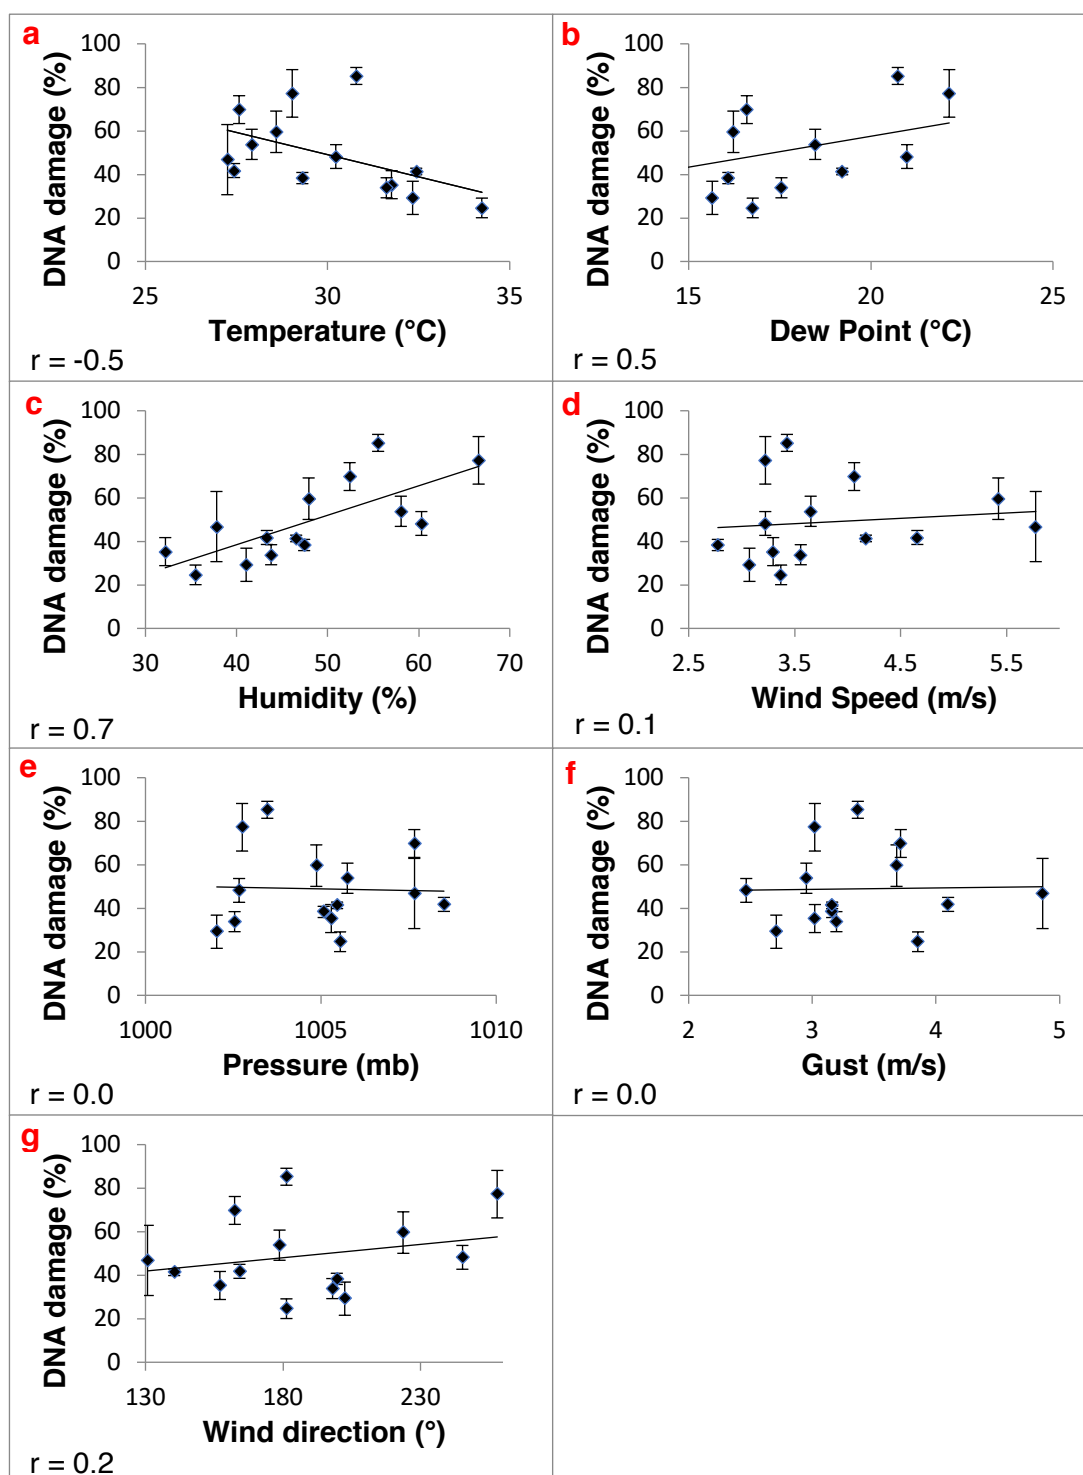 a
DNA damage (%)
100
80
60
40
20
0
25 30 35
Temperature (°C)
r = -0.5
b
DNA damage (%)
100
80
60
40
20
0
15 20 25
Dew Point (°C)
r = 0.5
c
DNA damage (%)
100
80
60
40
20
0
30 40 50 60 70
Humidity (%)
r = 0.7
d
DNA damage (%)
100
80
60
40
20
0
2.5 3.5 4.5 5.5
Wind Speed (m/s)
r = 0.1
e
DNA damage (%)
100
80
60
40
20
0
1000 1005 1010
Pressure (mb)
r = 0.0
f
DNA damage (%)
100
80
60
40
20
0
2 3 4 5
Gust (m/s)
r = 0.0
g
DNA damage (%)
100
80
60
40
20
0
130 180 230
Wind direction (°)
r = 0.2